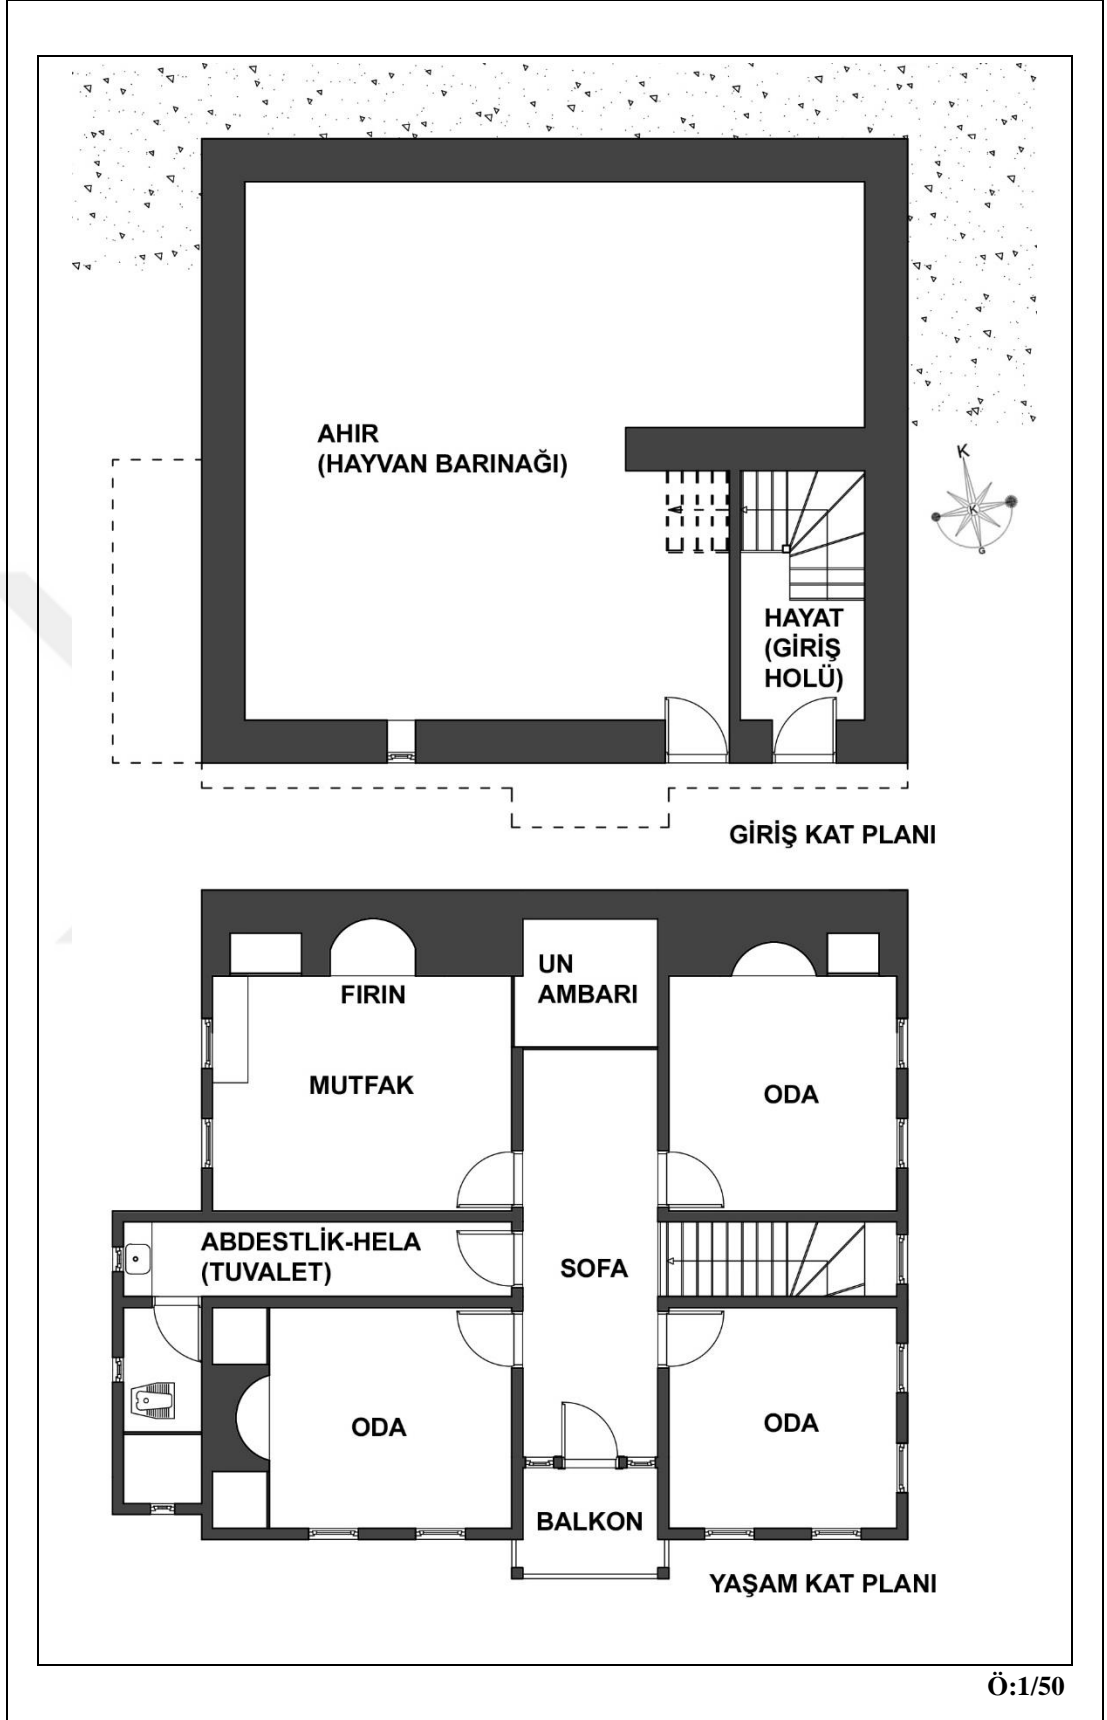 AHIR
(HAYVAN BARINAĞI)
K
K
G
HAYAT
(GİRİŞ
HOLÜ)
GİRİŞ KAT PLANI
UN
AMBARI
FIRIN
MUTFAK
ODA
ABDESTLİK-HELA
(TUVALET)
SOFA
ODA
ODA
BALKON
YAŞAM KAT PLANI
Ö:1/50